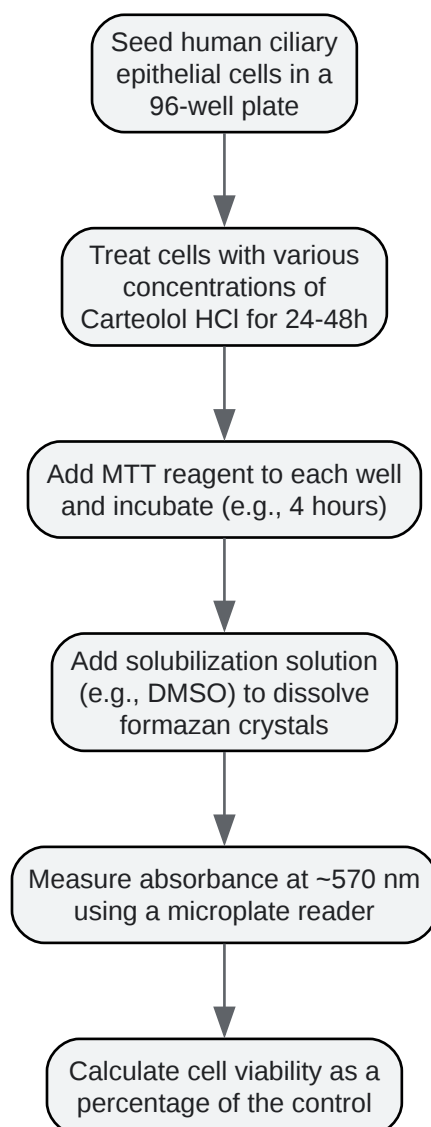 Seed human ciliary
epithelial cells in a
96-well plate
Treat cells with various
concentrations of
Carteolol HCl for 24-48h
Add MTT reagent to each well
and incubate (e.g., 4 hours)
Add solubilization solution
(e.g., DMSO) to dissolve
formazan crystals
Measure absorbance at ~570 nm
using a microplate reader
Calculate cell viability as a
percentage of the control